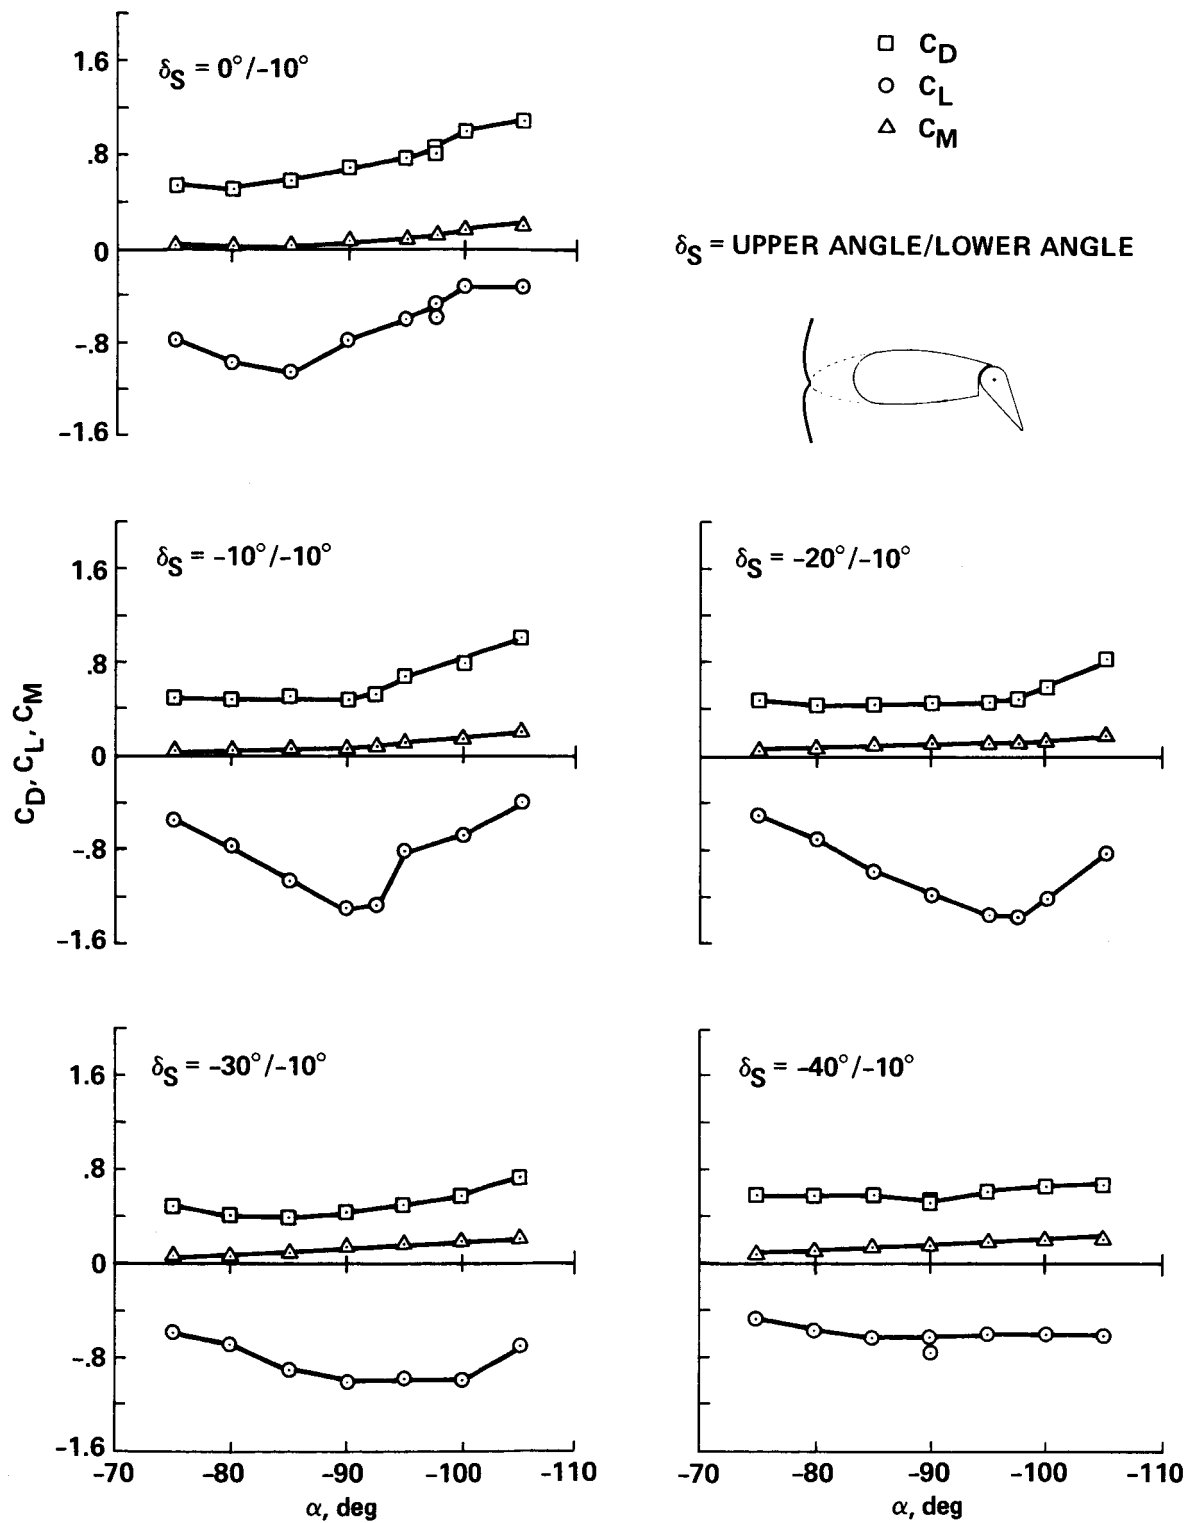 δS = 0°/–10°
1.6
.8
0
–.8
–1.6
CD
CL
CM
δS = UPPER ANGLE/LOWER ANGLE
CD, CL, CM
δS = –10°/–10°
1.6
.8
0
–.8
–1.6
δS = –20°/–10°
δS = –30°/–10°
1.6
.8
0
–.8
–1.6
–70 –80 –90 –100 –110
α, deg
δS = –40°/–10°
–70 –80 –90 –100 –110
α, deg